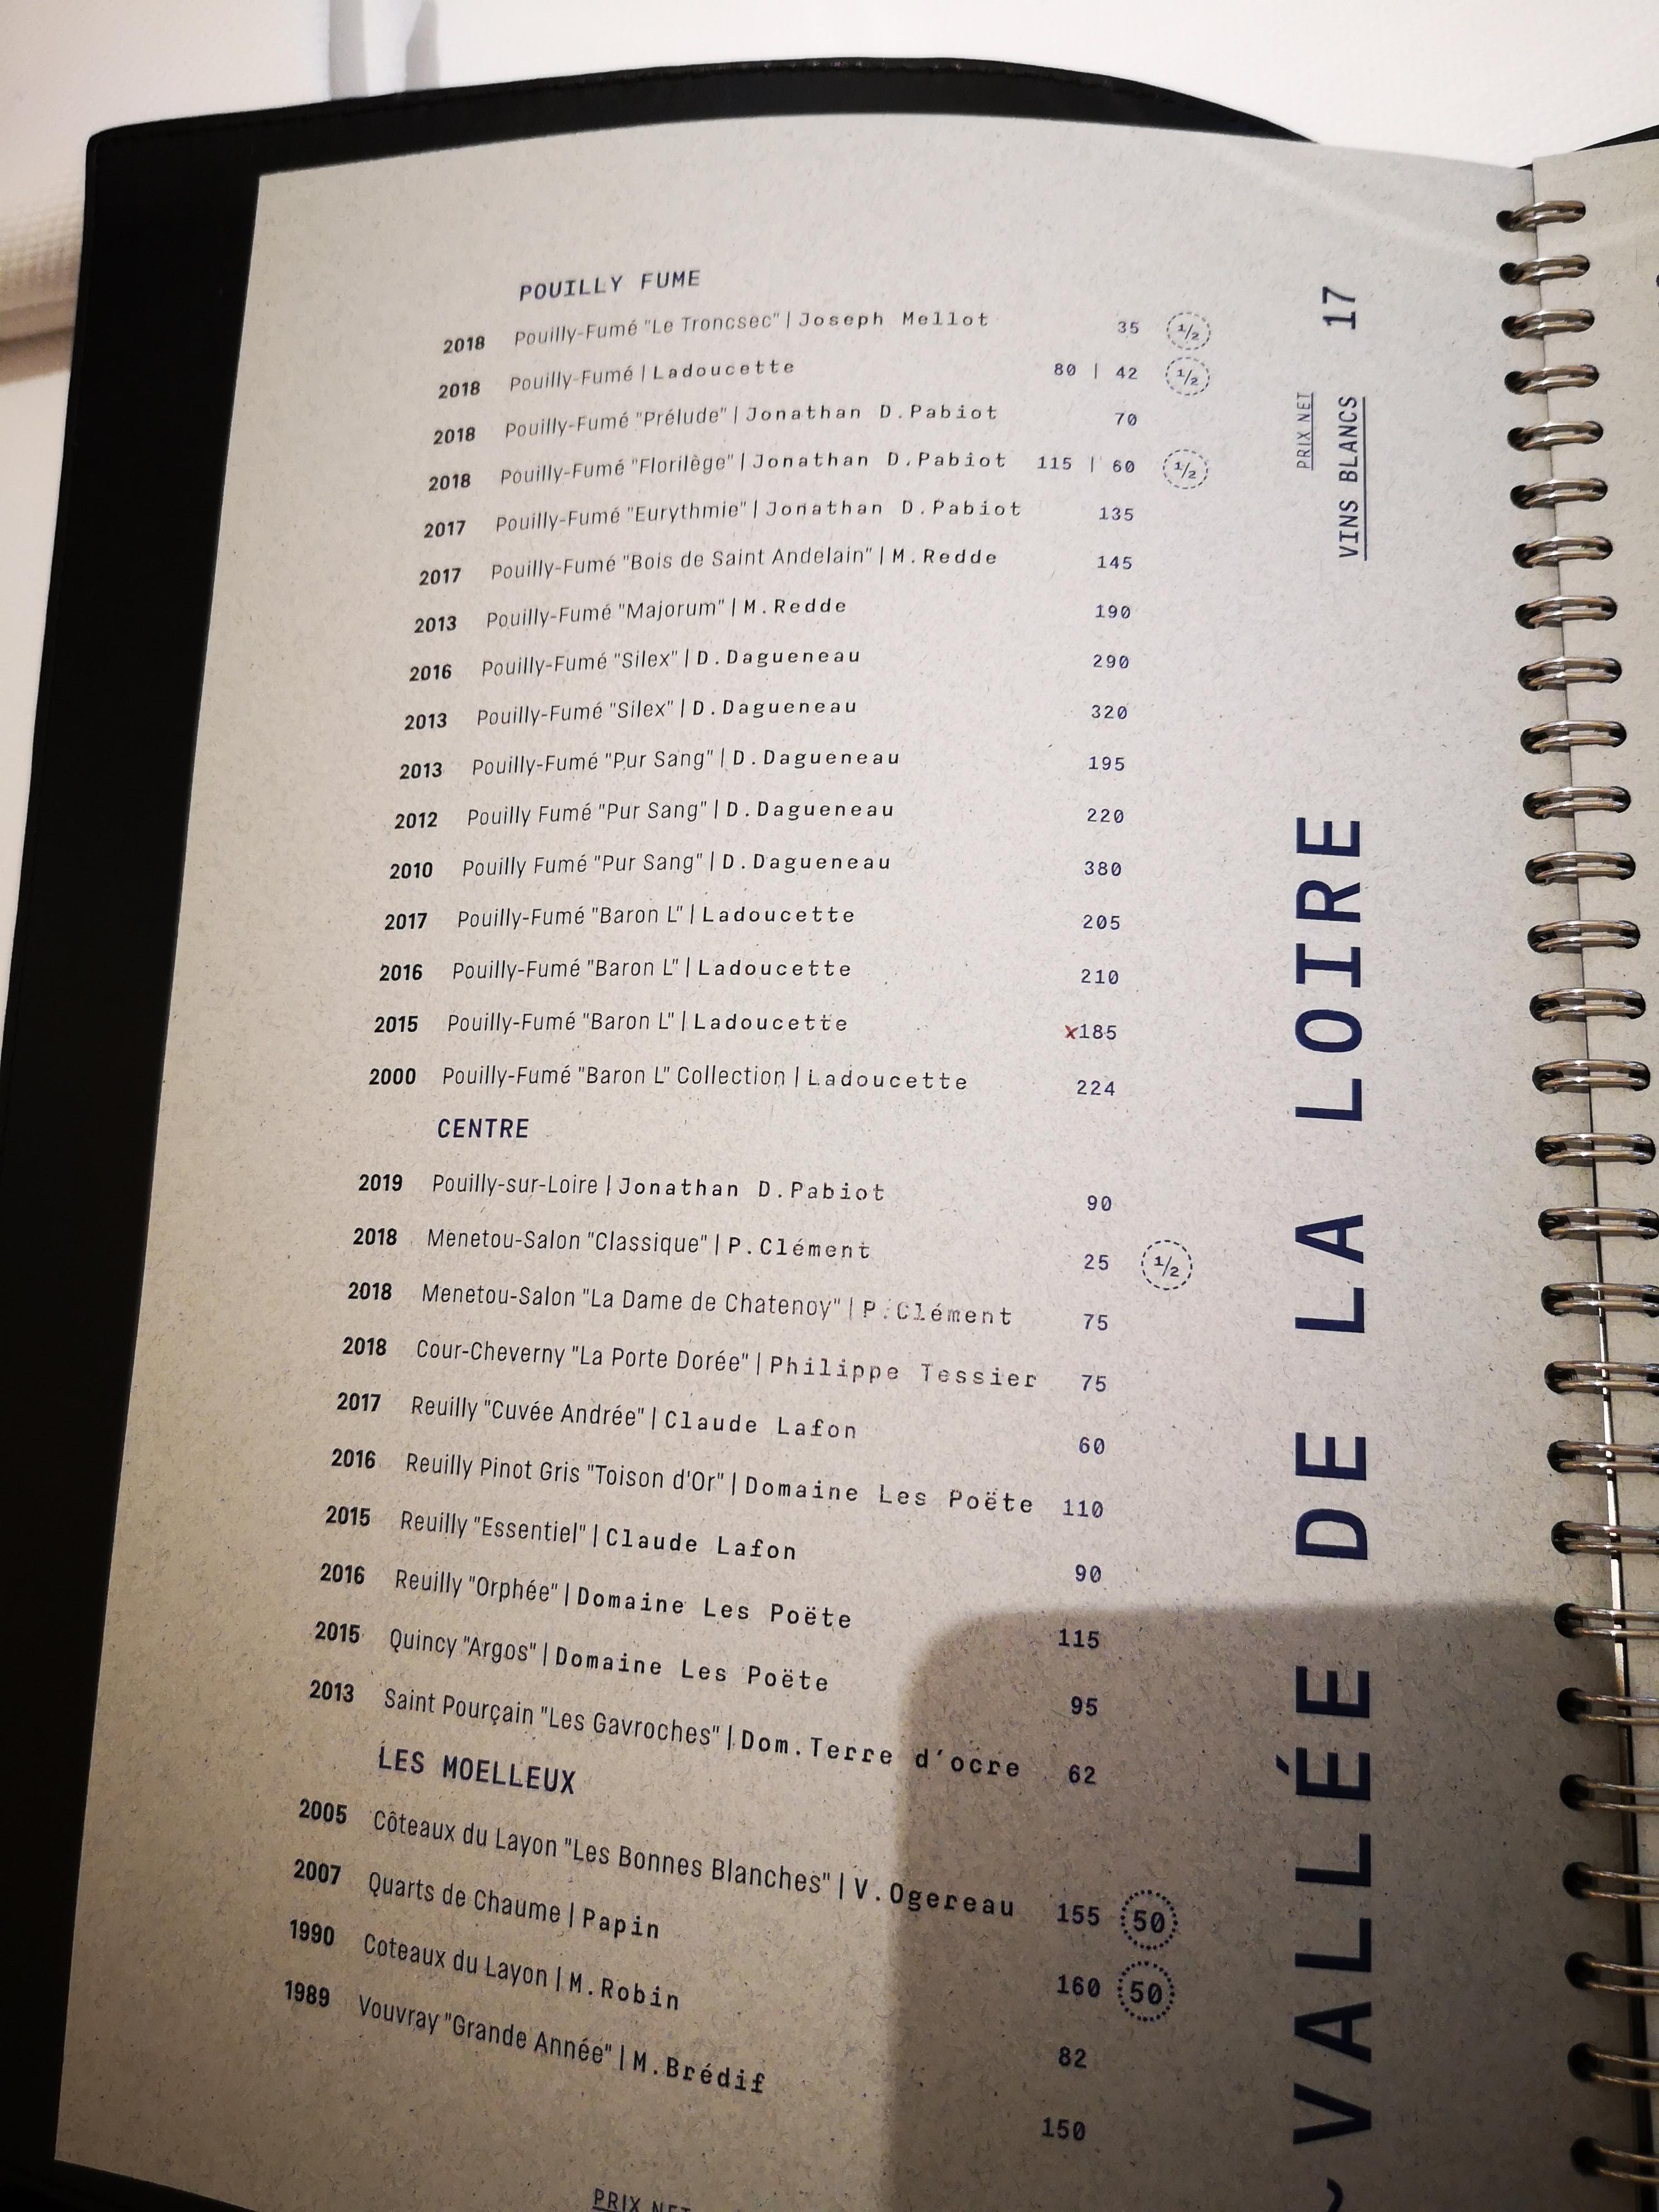 POUILLY FUME
2018 Pouilly-Fumé "Le Troncsec" | Joseph Mellot 35 1/2
2018 Pouilly-Fumé | Ladoucette 80 | 42 1/2
2018 Pouilly-Fumé "Prélude" | Jonathan D.Pabiot 70
2018 Pouilly-Fumé "Florilège" | Jonathan D.Pabiot 115 | 60 1/2
2017 Pouilly-Fumé "Eurythmie" | Jonathan D.Pabiot 135
2017 Pouilly-Fumé "Bois de Saint Andelain" | M.Redde 145
2013 Pouilly-Fumé "Majorum" | M.Redde 190
2016 Pouilly-Fumé "Silex" | D.Dagueneau 290
2013 Pouilly-Fumé "Silex" | D.Dagueneau 320
2013 Pouilly-Fumé "Pur Sang" | D.Dagueneau 195
2012 Pouilly Fumé "Pur Sang" | D.Dagueneau 220
2010 Pouilly Fumé "Pur Sang" | D.Dagueneau 380
2017 Pouilly-Fumé "Baron L" | Ladoucette 205
2016 Pouilly-Fumé "Baron L" | Ladoucette 210
2015 Pouilly-Fumé "Baron L" | Ladoucette x185
2000 Pouilly-Fumé "Baron L" Collection | Ladoucette 224
CENTRE
2019 Pouilly-sur-Loire | Jonathan D.Pabiot 90
2018 Menetou-Salon "Classique" | P.Clément 25 1/2
2018 Menetou-Salon "La Dame de Chatenoy" | P.Clément 75
2018 Cour-Cheverny "La Porte Dorée" | Philippe Tessier 75
2017 Reuilly "Cuvée Andrée" | Claude Lafon 60
2016 Reuilly Pinot Gris "Toison d'Or" | Domaine Les Poëte 110
2015 Reuilly "Essentiel" | Claude Lafon 90
2016 Reuilly "Orphée" | Domaine Les Poëte 115
2015 Quincy "Argos" | Domaine Les Poëte 95
2013 Saint Pourçain "Les Gavroches" | Dom.Terre d'ocre 62
LES MOELLEUX
2005 Côteaux du Layon "Les Bonnes Blanches" | V.Ogereau 155 50
2007 Quarts de Chaume | Papin 160 50
1990 Coteaux du Layon | M.Robin 82
1989 Vouvray "Grande Année" | M.Brédif 150
PRIX NET
VALLÉE DE LA LOIRE
VINS BLANCS 17
PRIX NET